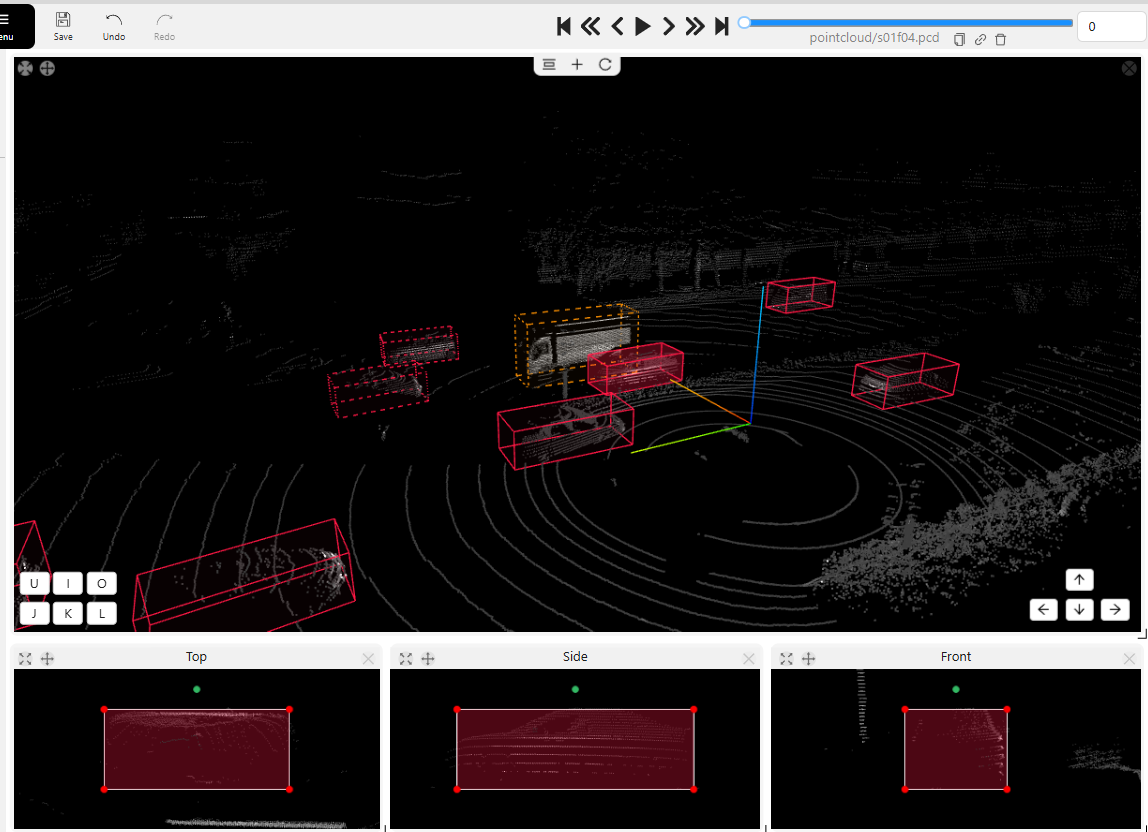 enu
Save
Undo
Redo
0
pointcloud/s01f04.pcd
U I O
J K L
Top
Side
Front